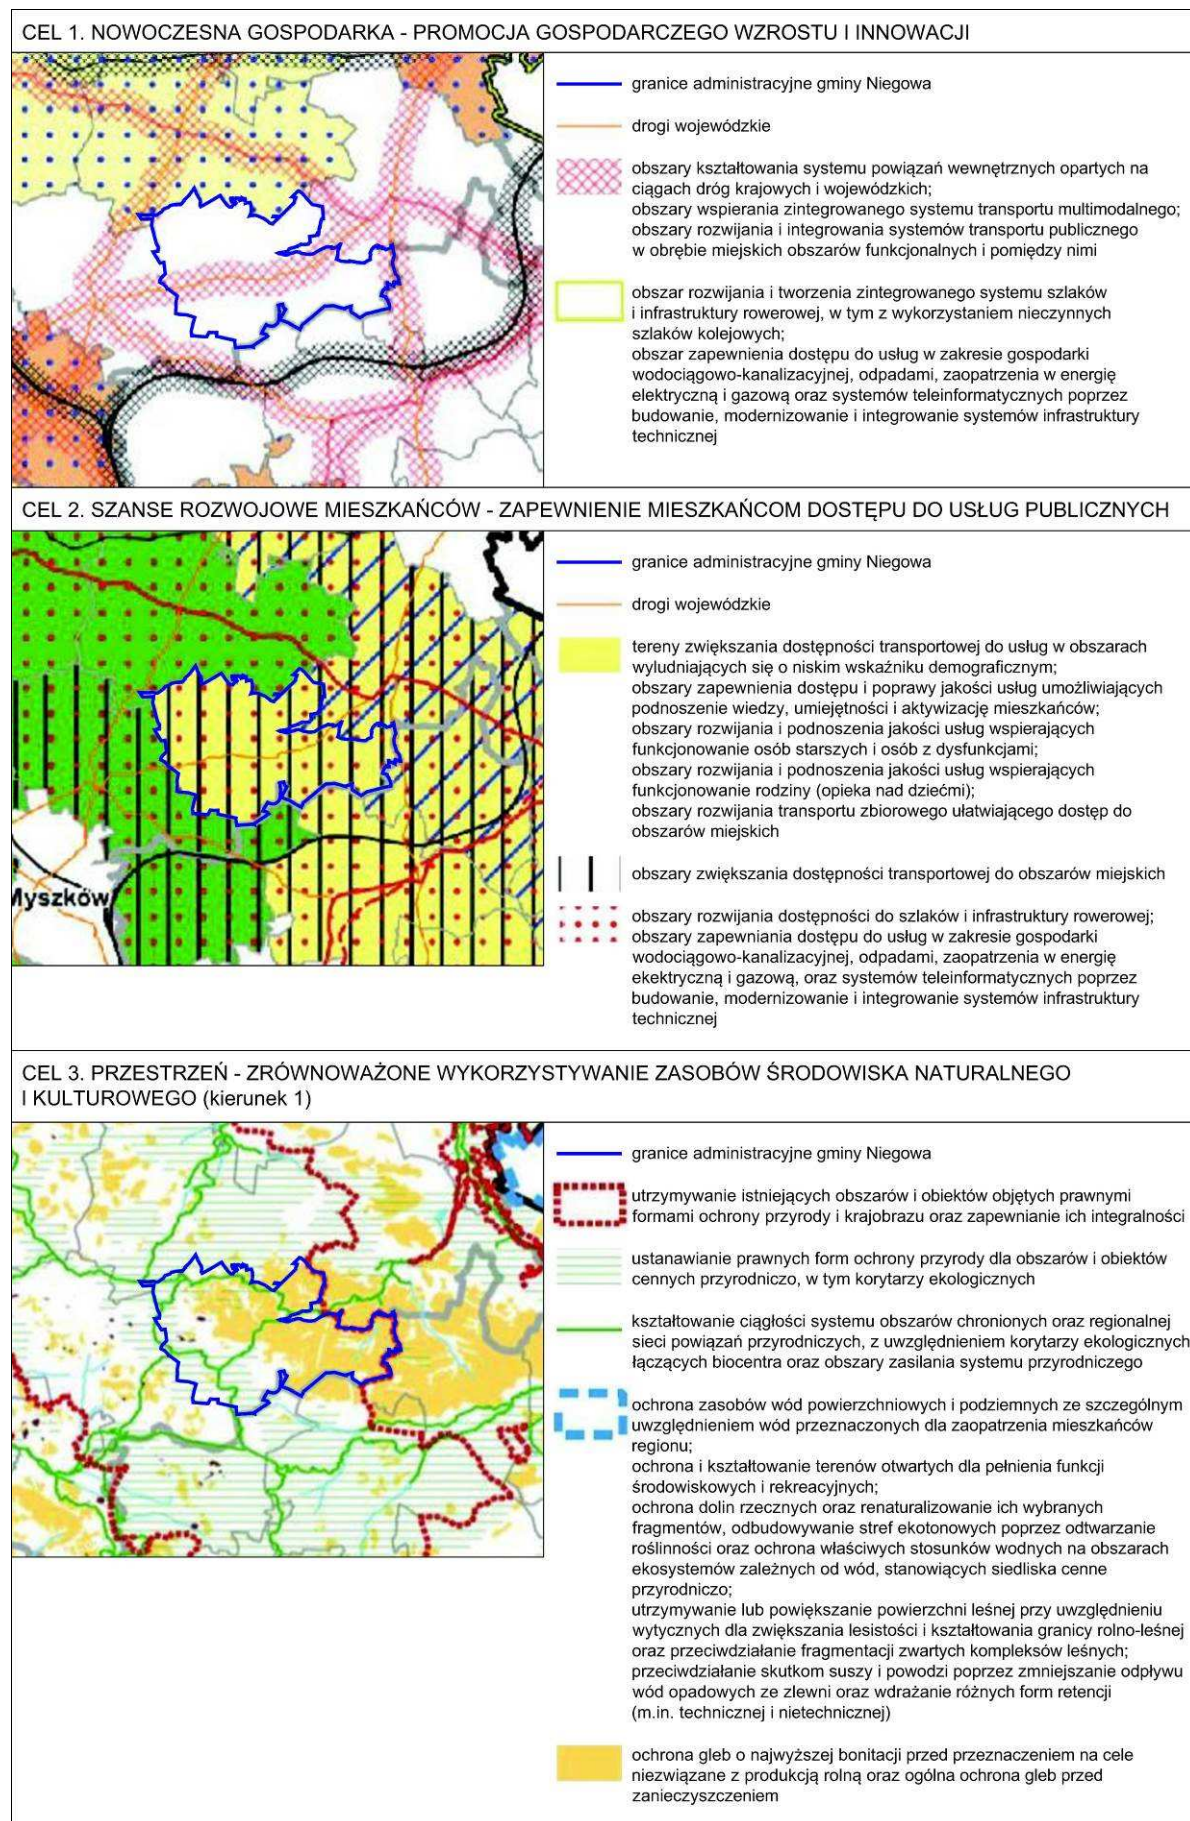 CEL 1. NOWOCZESNA GOSPODARKA - PROMOCJA GOSPODARCZEGO WZROSTU I INNOWACJI
granice administracyjne gminy Niegowa
drogi wojewódzkie
obszary kształtowania systemu powiązań wewnętrznych opartych na
ciągach dróg krajowych i wojewódzkich;
obszary wspierania zintegrowanego systemu transportu multimodalnego;
obszary rozwijania i integrowania systemów transportu publicznego
w obrębie miejskich obszarów funkcjonalnych i pomiędzy nimi
obszar rozwijania i tworzenia zintegrowanego systemu szlaków
i infrastruktury rowerowej, w tym z wykorzystaniem nieczynnych
szlaków kolejowych;
obszar zapewnienia dostępu do usług w zakresie gospodarki
wodociągowo-kanalizacyjnej, odpadami, zaopatrzenia w energię
elektryczną i gazową oraz systemów teleinformatycznych poprzez
budowanie, modernizowanie i integrowanie systemów infrastruktury
technicznej
CEL 2. SZANSE ROZWOJOWE MIESZKAŃCÓW - ZAPEWNIENIE MIESZKAŃCOM DOSTĘPU DO USŁUG PUBLICZNYCH
granice administracyjne gminy Niegowa
drogi wojewódzkie
tereny zwiększania dostępności transportowej do usług w obszarach
wyludniających się o niskim wskaźniku demograficznym;
obszary zapewnienia dostępu i poprawy jakości usług umożliwiających
podnoszenie wiedzy, umiejętności i aktywizację mieszkańców;
obszary rozwijania i podnoszenia jakości usług wspierających
funkcjonowanie osób starszych i osób z dysfunkcjami;
obszary rozwijania i podnoszenia jakości usług wspierających
funkcjonowanie rodziny (opieka nad dziećmi);
obszary rozwijania transportu zbiorowego ułatwiającego dostęp do
obszarów miejskich
obszary zwiększania dostępności transportowej do obszarów miejskich
Myszków
obszary rozwijania dostępności do szlaków i infrastruktury rowerowej;
obszary zapewniania dostępu do usług w zakresie gospodarki
wodociągowo-kanalizacyjnej, odpadami, zaopatrzenia w energię
ekektryczną i gazową, oraz systemów teleinformatycznych poprzez
budowanie, modernizowanie i integrowanie systemów infrastruktury
technicznej
CEL 3. PRZESTRZEŃ - ZRÓWNOWAŻONE WYKORZYSTYWANIE ZASOBÓW ŚRODOWISKA NATURALNEGO
I KULTUROWEGO (kierunek 1)
granice administracyjne gminy Niegowa
utrzymywanie istniejących obszarów i obiektów objętych prawnymi
formami ochrony przyrody i krajobrazu oraz zapewnianie ich integralności
ustanawianie prawnych form ochrony przyrody dla obszarów i obiektów
cennych przyrodniczo, w tym korytarzy ekologicznych
kształtowanie ciągłości systemu obszarów chronionych oraz regionalnej
sieci powiązań przyrodniczych, z uwzględnieniem korytarzy ekologicznych
łączących biocentra oraz obszary zasilania systemu przyrodniczego
ochrona zasobów wód powierzchniowych i podziemnych ze szczególnym
uwzględnieniem wód przeznaczonych dla zaopatrzenia mieszkańców
regionu;
ochrona i kształtowanie terenów otwartych dla pełnienia funkcji
środowiskowych i rekreacyjnych;
ochrona dolin rzecznych oraz renaturalizowanie ich wybranych
fragmentów, odbudowywanie stref ekotonowych poprzez odtwarzanie
roślinności oraz ochrona właściwych stosunków wodnych na obszarach
ekosystemów zależnych od wód, stanowiących siedliska cenne
przyrodniczo;
utrzymywanie lub powiększanie powierzchni leśnej przy uwzględnieniu
wytycznych dla zwiększania lesistości i kształtowania granicy rolno-leśnej
oraz przeciwdziałanie fragmentacji zwartych kompleksów leśnych;
przeciwdziałanie skutkom suszy i powodzi poprzez zmniejszanie odpływu
wód opadowych ze zlewni oraz wdrażanie różnych form retencji
(m.in. technicznej i nietechnicznej)
ochrona gleb o najwyższej bonitacji przed przeznaczeniem na cele
niezwiązane z produkcją rolną oraz ogólna ochrona gleb przed
zanieczyszczeniem